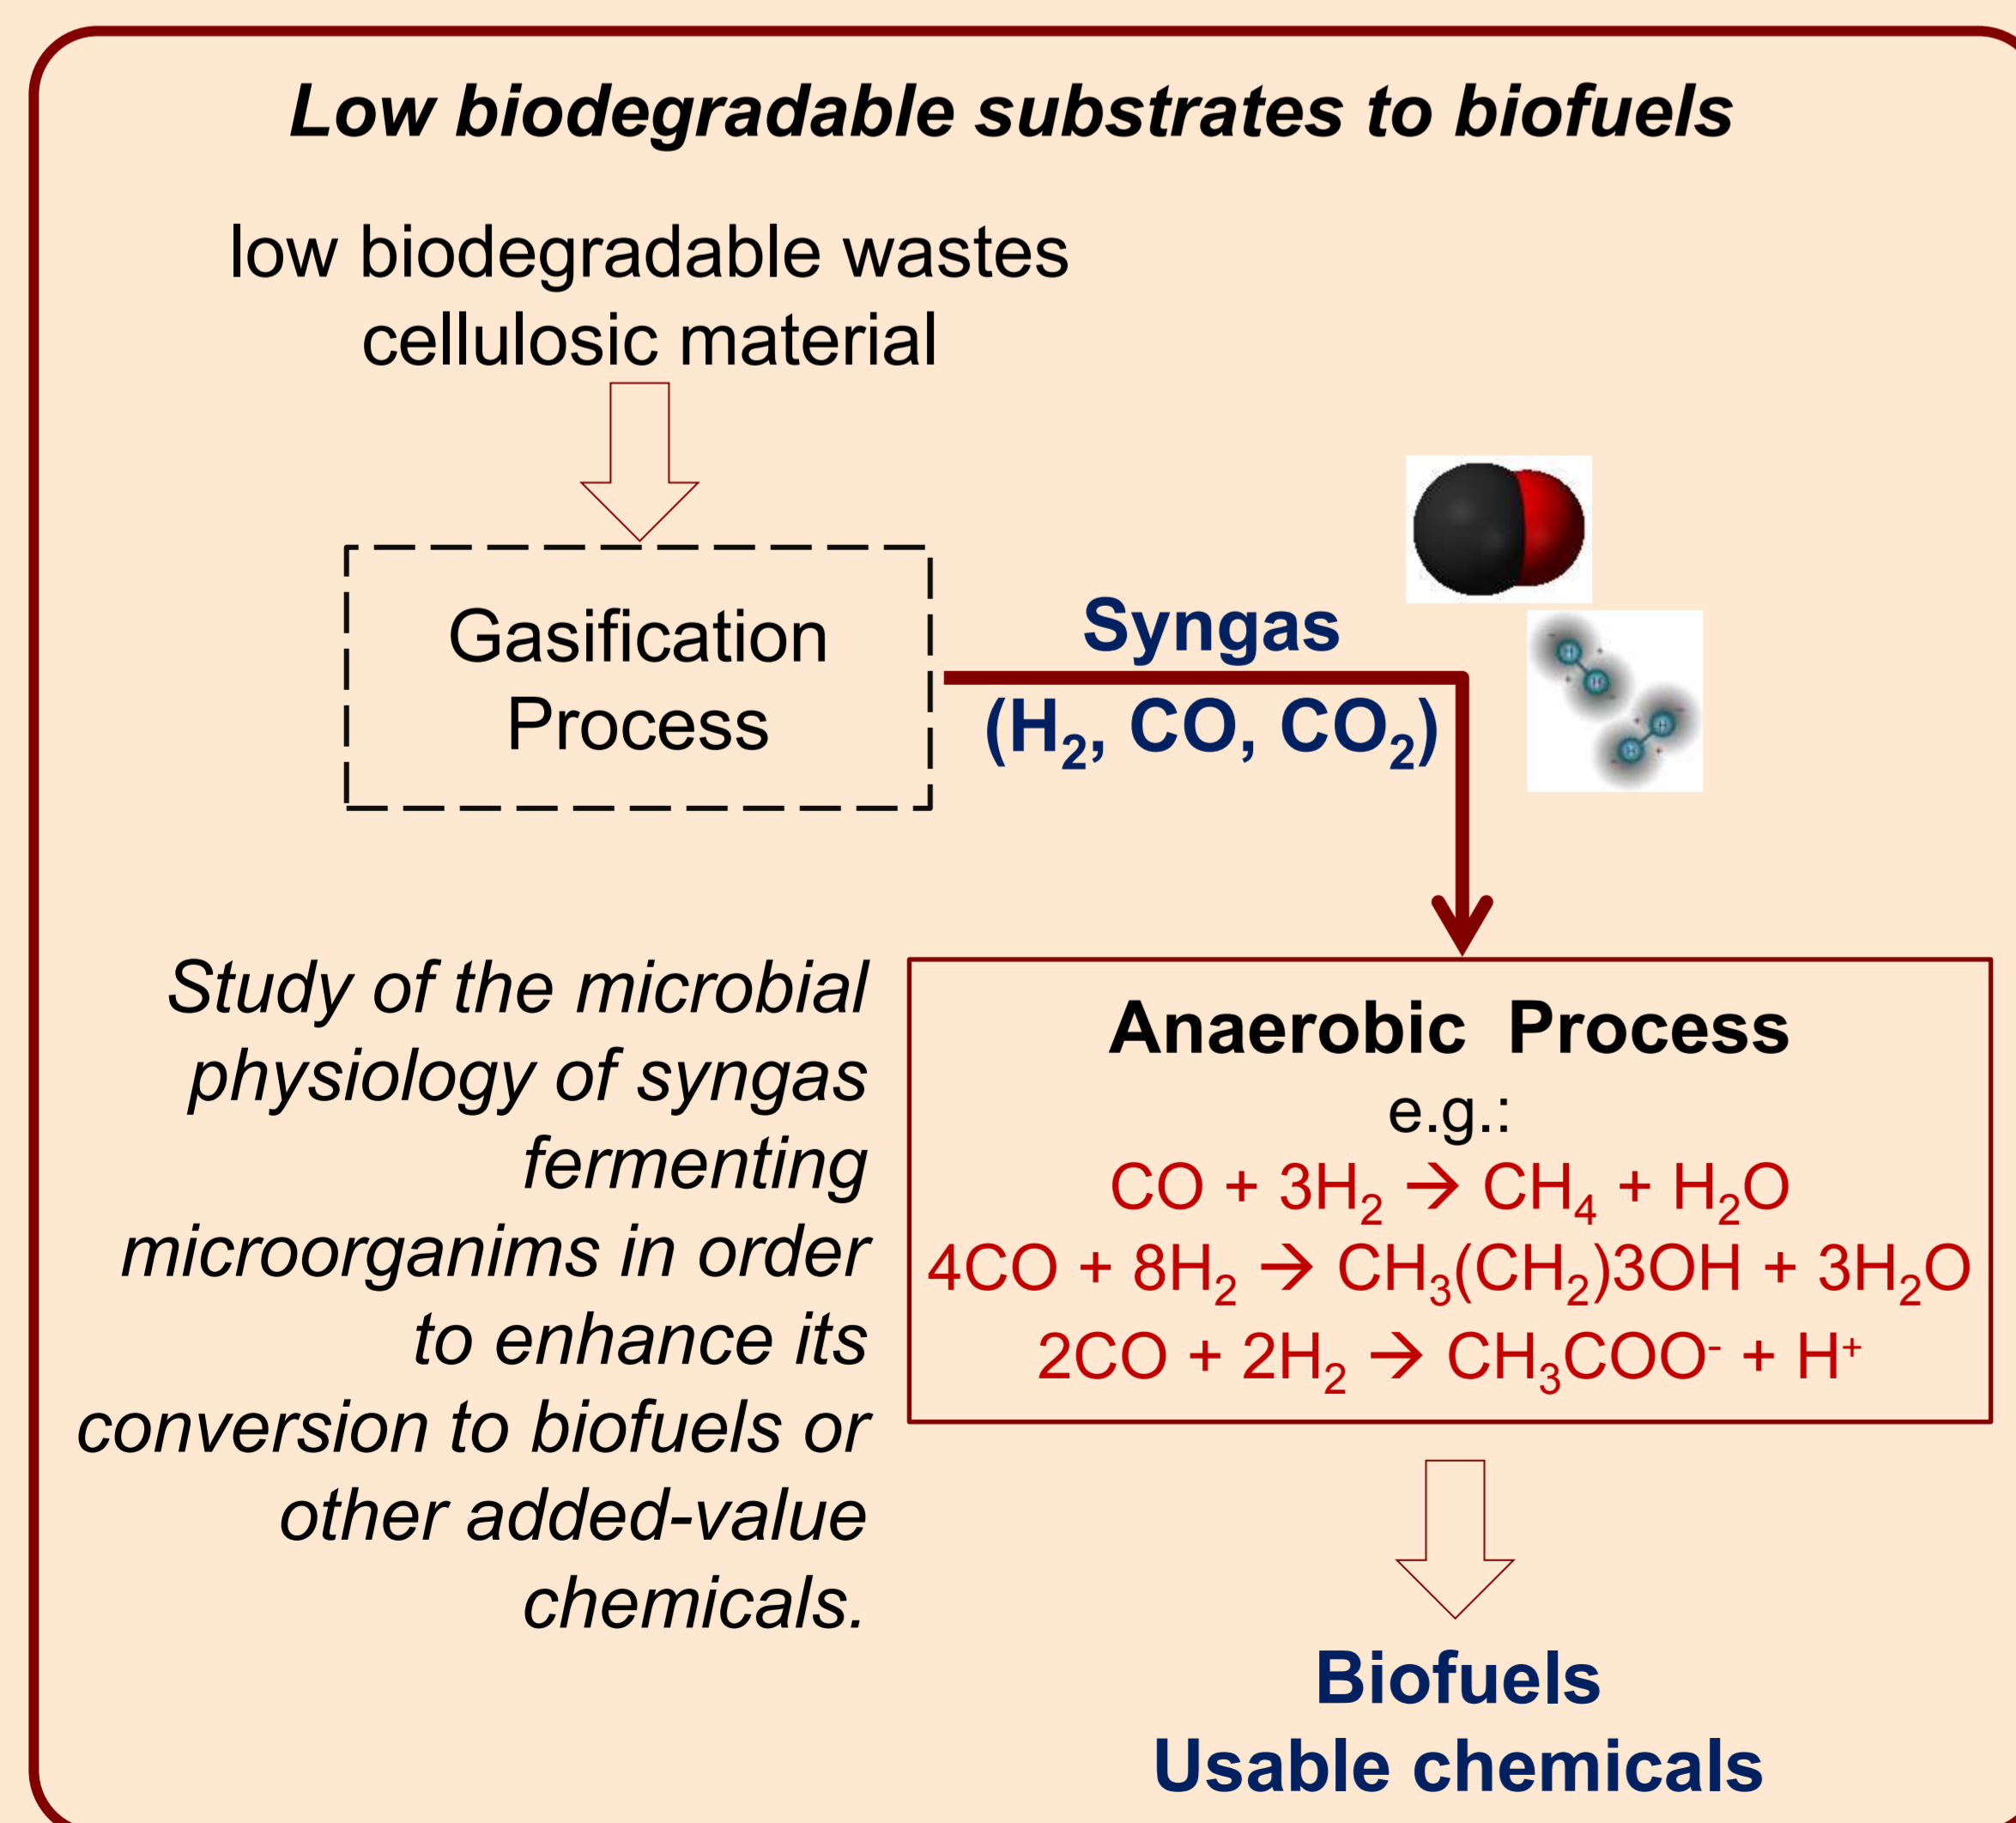 Low biodegradable substrates to biofuels
low biodegradable wastes
cellulosic material
Gasification
Process
Syngas
(H₂, CO, CO₂)
H
H
H
H
Study of the microbial
physiology of syngas
fermenting
microorganims in order
to enhance its
conversion to biofuels or
other added-value
chemicals.
Anaerobic Process
e.g.:
CO + 3H₂ → CH₄ + H₂O
4CO + 8H₂ → CH₃(CH₂)3OH + 3H₂O
2CO + 2H₂ → CH₃COO⁻ + H⁺
Biofuels
Usable chemicals